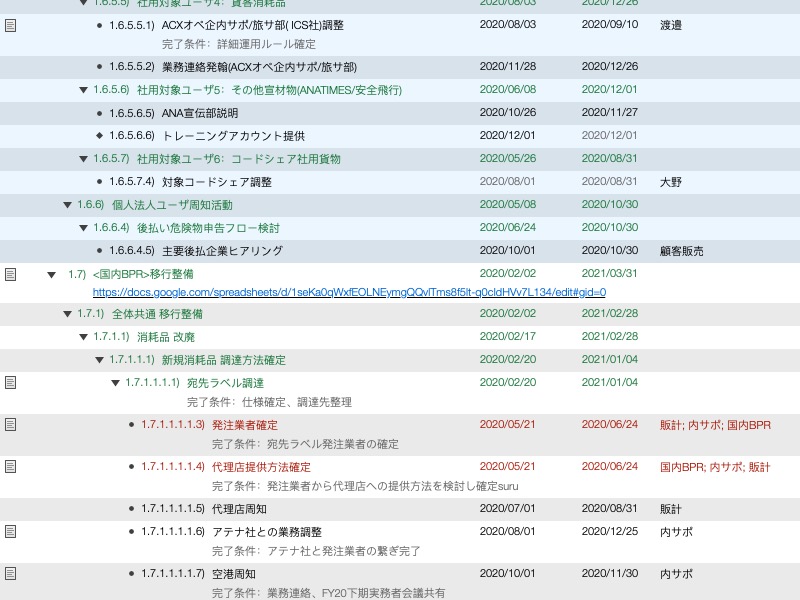 1.6.5.5) 社用対象ユーザ4：貨客消耗品 2020/08/03 2020/12/26
1.6.5.5.1) ACXオペ企内サポ/旅サ部( ICS社)調整 2020/08/03 2020/09/10 渡邉
完了条件：詳細運用ルール確定
1.6.5.5.2) 業務連絡発翰(ACXオペ企内サポ/旅サ部) 2020/11/28 2020/12/26
1.6.5.6) 社用対象ユーザ5：その他宣材物(ANATIMES/安全飛行) 2020/06/08 2020/12/01
1.6.5.6.5) ANA宣伝部説明 2020/10/26 2020/11/27
1.6.5.6.6) トレーニングアカウント提供 2020/12/01 2020/12/01
1.6.5.7) 社用対象ユーザ6：コードシェア社用貨物 2020/05/26 2020/08/31
1.6.5.7.4) 対象コードシェア調整 2020/08/01 2020/08/31 大野
1.6.6) 個人法人ユーザ周知活動 2020/05/08 2020/10/30
1.6.6.4) 後払い危険物申告フロー検討 2020/06/24 2020/10/30
1.6.6.4.5) 主要後払企業ヒアリング 2020/10/01 2020/10/30 顧客販売
1.7) <国内BPR>移行整備 2020/02/02 2021/03/31
https://docs.google.com/spreadsheets/d/1seKa0qWxfEOLNEymgQQvlTms8f5lt-q0cIdHVv7L134/edit#gid=0
1.7.1) 全体共通 移行整備 2020/02/02 2021/02/28
1.7.1.1) 消耗品 改廃 2020/02/17 2021/02/28
1.7.1.1.1) 新規消耗品 調達方法確定 2020/02/20 2021/01/04
1.7.1.1.1.1) 宛先ラベル調達 2020/02/20 2021/01/04
完了条件：仕様確定、調達先整理
1.7.1.1.1.1.3) 発注業者確定 2020/05/21 2020/06/24 販計; 内サポ; 国内BPR
完了条件：宛先ラベル発注業者の確定
1.7.1.1.1.1.4) 代理店提供方法確定 2020/05/21 2020/06/24 国内BPR; 内サポ; 販計
完了条件：発注業者から代理店への提供方法を検討し確定suru
1.7.1.1.1.1.5) 代理店周知 2020/07/01 2020/08/31 販計
1.7.1.1.1.1.6) アテナ社との業務調整 2020/08/01 2020/12/25 内サポ
完了条件：アテナ社と発注業者の繋ぎ完了
1.7.1.1.1.1.7) 空港周知 2020/10/01 2020/11/30 内サポ
完了条件：業務連絡、FY20下期実務者会議共有